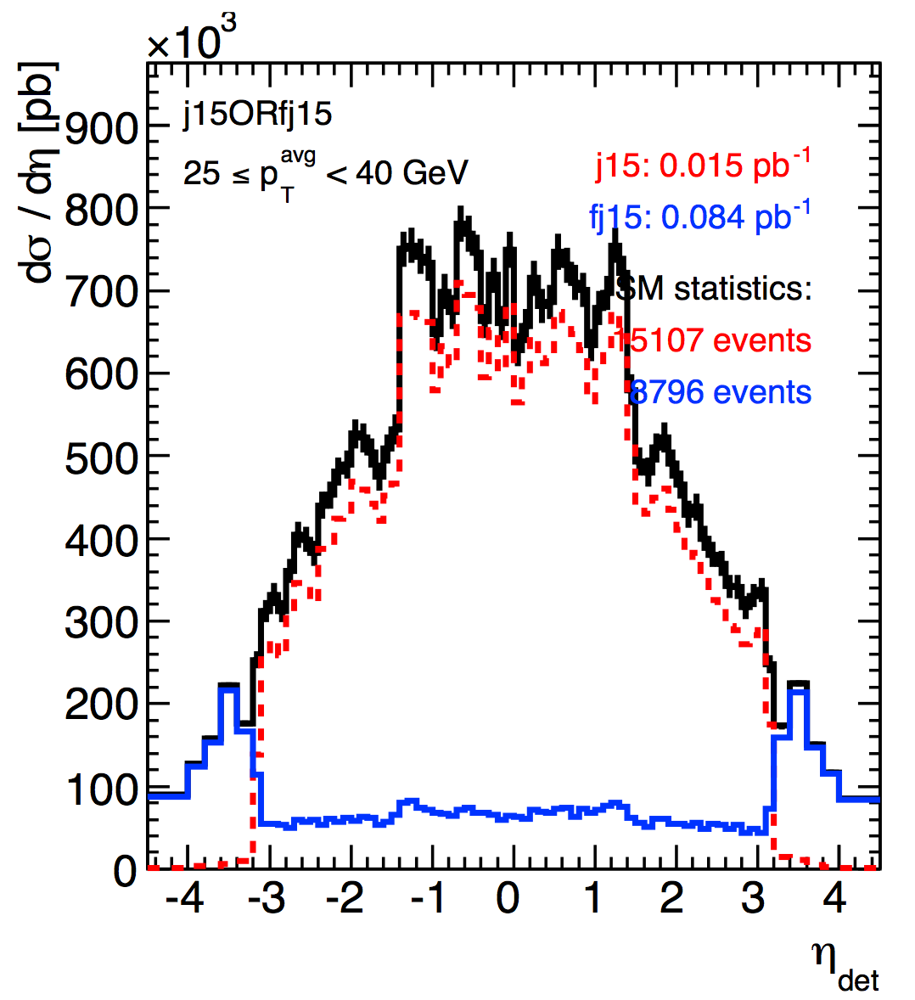 ×10³
dσ / dη [pb]
900
800
700
600
500
400
300
200
100
0
j15ORfj15
25 ≤ p_T^avg < 40 GeV
j15: 0.015 pb⁻¹
fj15: 0.084 pb⁻¹
SM statistics:
15107 events
8796 events
-4 -3 -2 -1 0 1 2 3 4
η_det